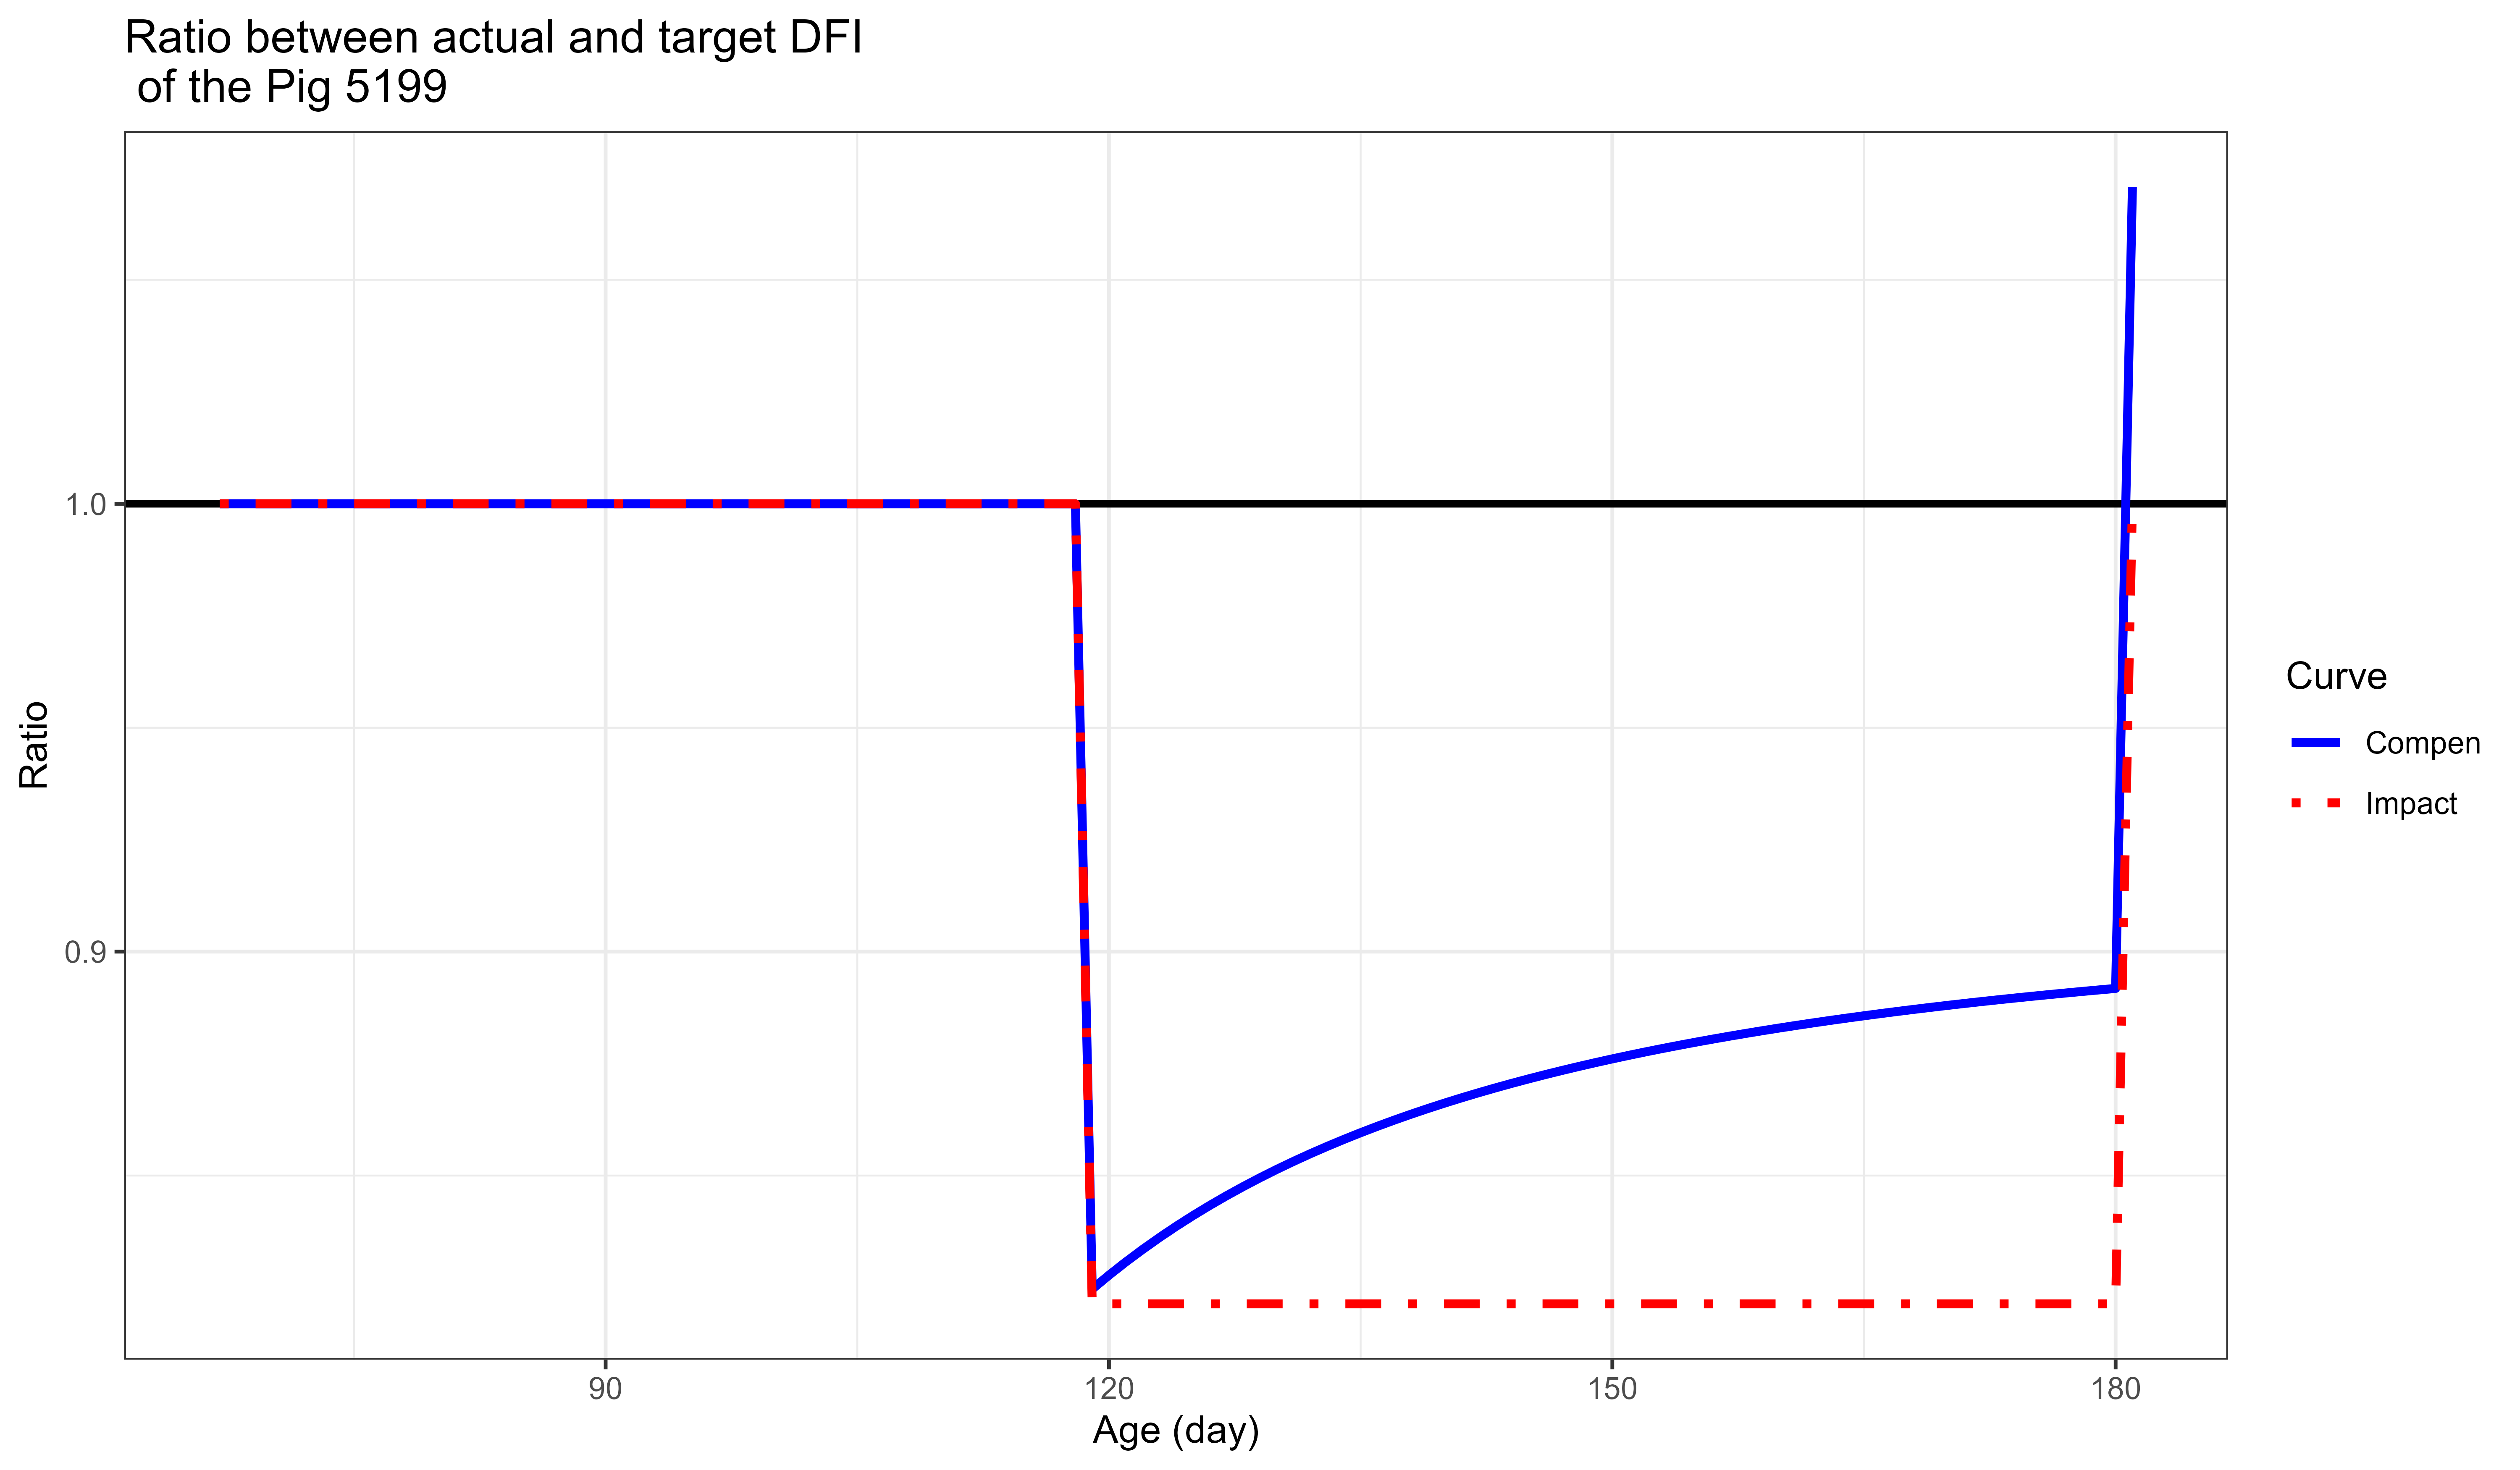 Ratio between actual and target DFI
of the Pig 5199
Ratio
1.0
0.9
90
120
150
180
Age (day)
Curve
Compen
Impact